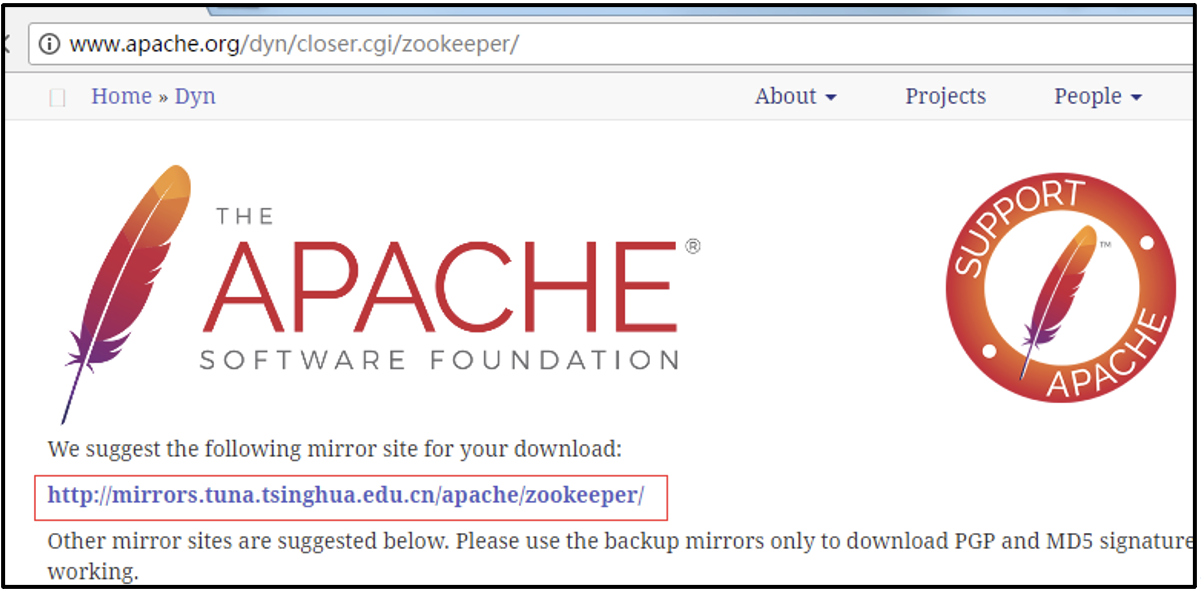 www.apache.org/dyn/closer.cgi/zookeeper/
Home » Dyn About Projects People
THE
APACHE®
SOFTWARE FOUNDATION
SUPPORT
APACHE
TM
We suggest the following mirror site for your download:
http://mirrors.tuna.tsinghua.edu.cn/apache/zookeeper/
Other mirror sites are suggested below. Please use the backup mirrors only to download PGP and MD5 signature
working.